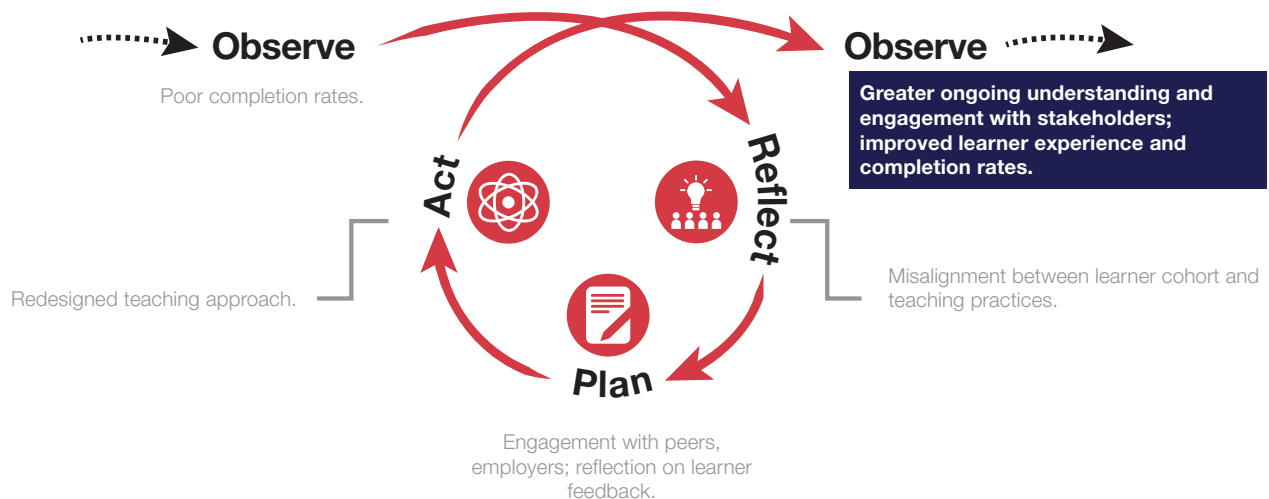 Observe
Poor completion rates.
Observe
Greater ongoing understanding and
engagement with stakeholders;
improved learner experience and
completion rates.
Reflect
Misalignment between learner cohort and
teaching practices.
Plan
Engagement with peers,
employers; reflection on learner
feedback.
Act
Redesigned teaching approach.